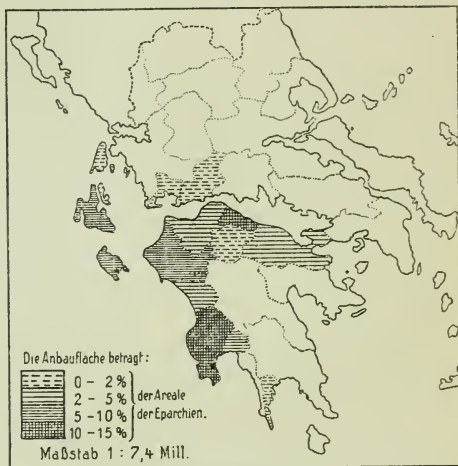 Die Anbaufläche beträgt:
0 – 2%
2 – 5%
5 – 10%
10 – 15%
der Areale
der Eparchien.
Maßstab 1 : 7,4 Mill.